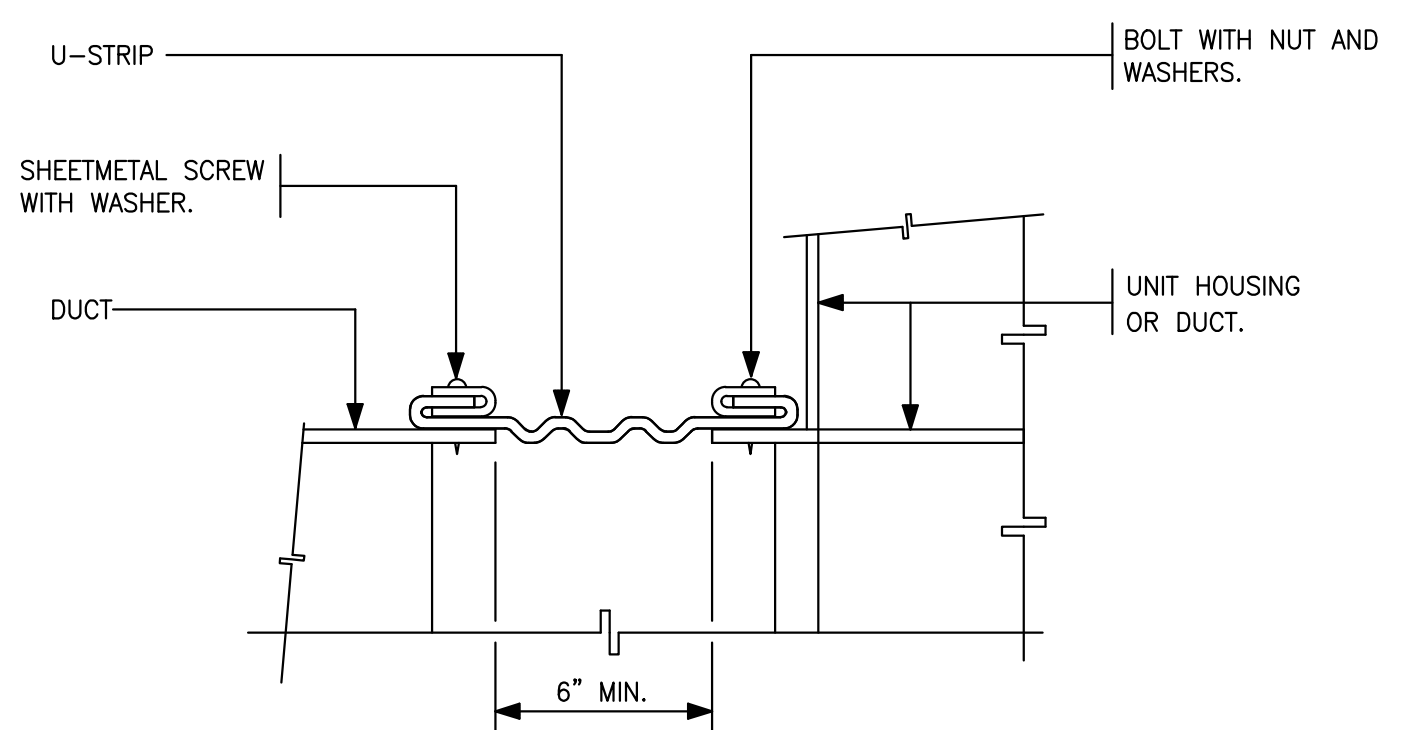 U-STRIP
BOLT WITH NUT AND
WASHERS.
SHEETMETAL SCREW
WITH WASHER.
DUCT
UNIT HOUSING
OR DUCT.
6" MIN.